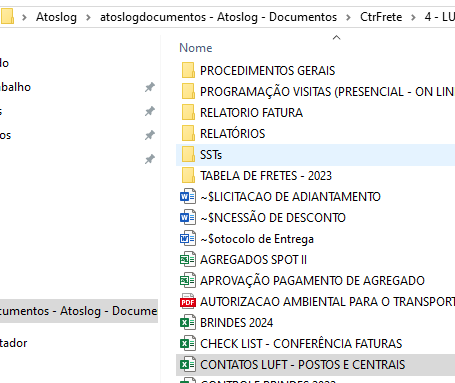 Atoslog > atoslogdocumentos - Atoslog - Documentos > CtrFrete > 4 - LU
Nome
lo
PROCEDIMENTOS GERAIS
balho
PROGRAMAÇÃO VISITAS (PRESENCIAL - ON LIN
s
RELATORIO FATURA
os
RELATÓRIOS
SSTs
TABELA DE FRETES - 2023
~$LICITACAO DE ADIANTAMENTO
~$NCESSÃO DE DESCONTO
~$otocolo de Entrega
AGREGADOS SPOT II
APROVAÇÃO PAGAMENTO DE AGREGADO
cumentos - Atoslog - Docume
PDF AUTORIZACAO AMBIENTAL PARA O TRANSPORT
BRINDES 2024
tador
CHECK LIST - CONFERÊNCIA FATURAS
CONTATOS LUFT - POSTOS E CENTRAIS